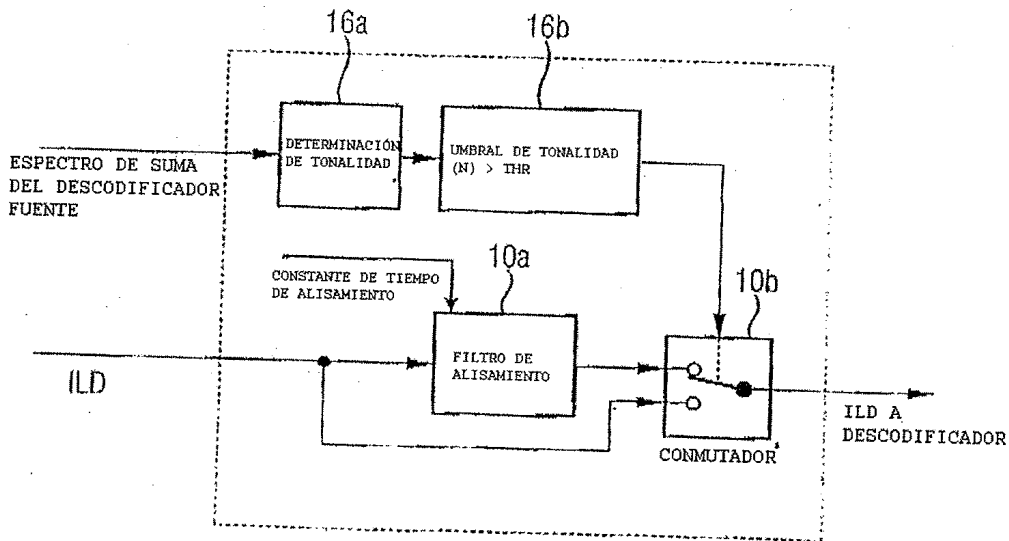 16a
16b
DETERMINACIÓN
DE TONALIDAD
UMBRAL DE TONALIDAD
(N) > THR
ESPECTRO DE SUMA
DEL DESCODIFICADOR
FUENTE
CONSTANTE DE TIEMPO
DE ALISAMIENTO
10a
10b
FILTRO DE
ALISAMIENTO
ILD
ILD A
DESCODIFICADOR
CONMUTADOR